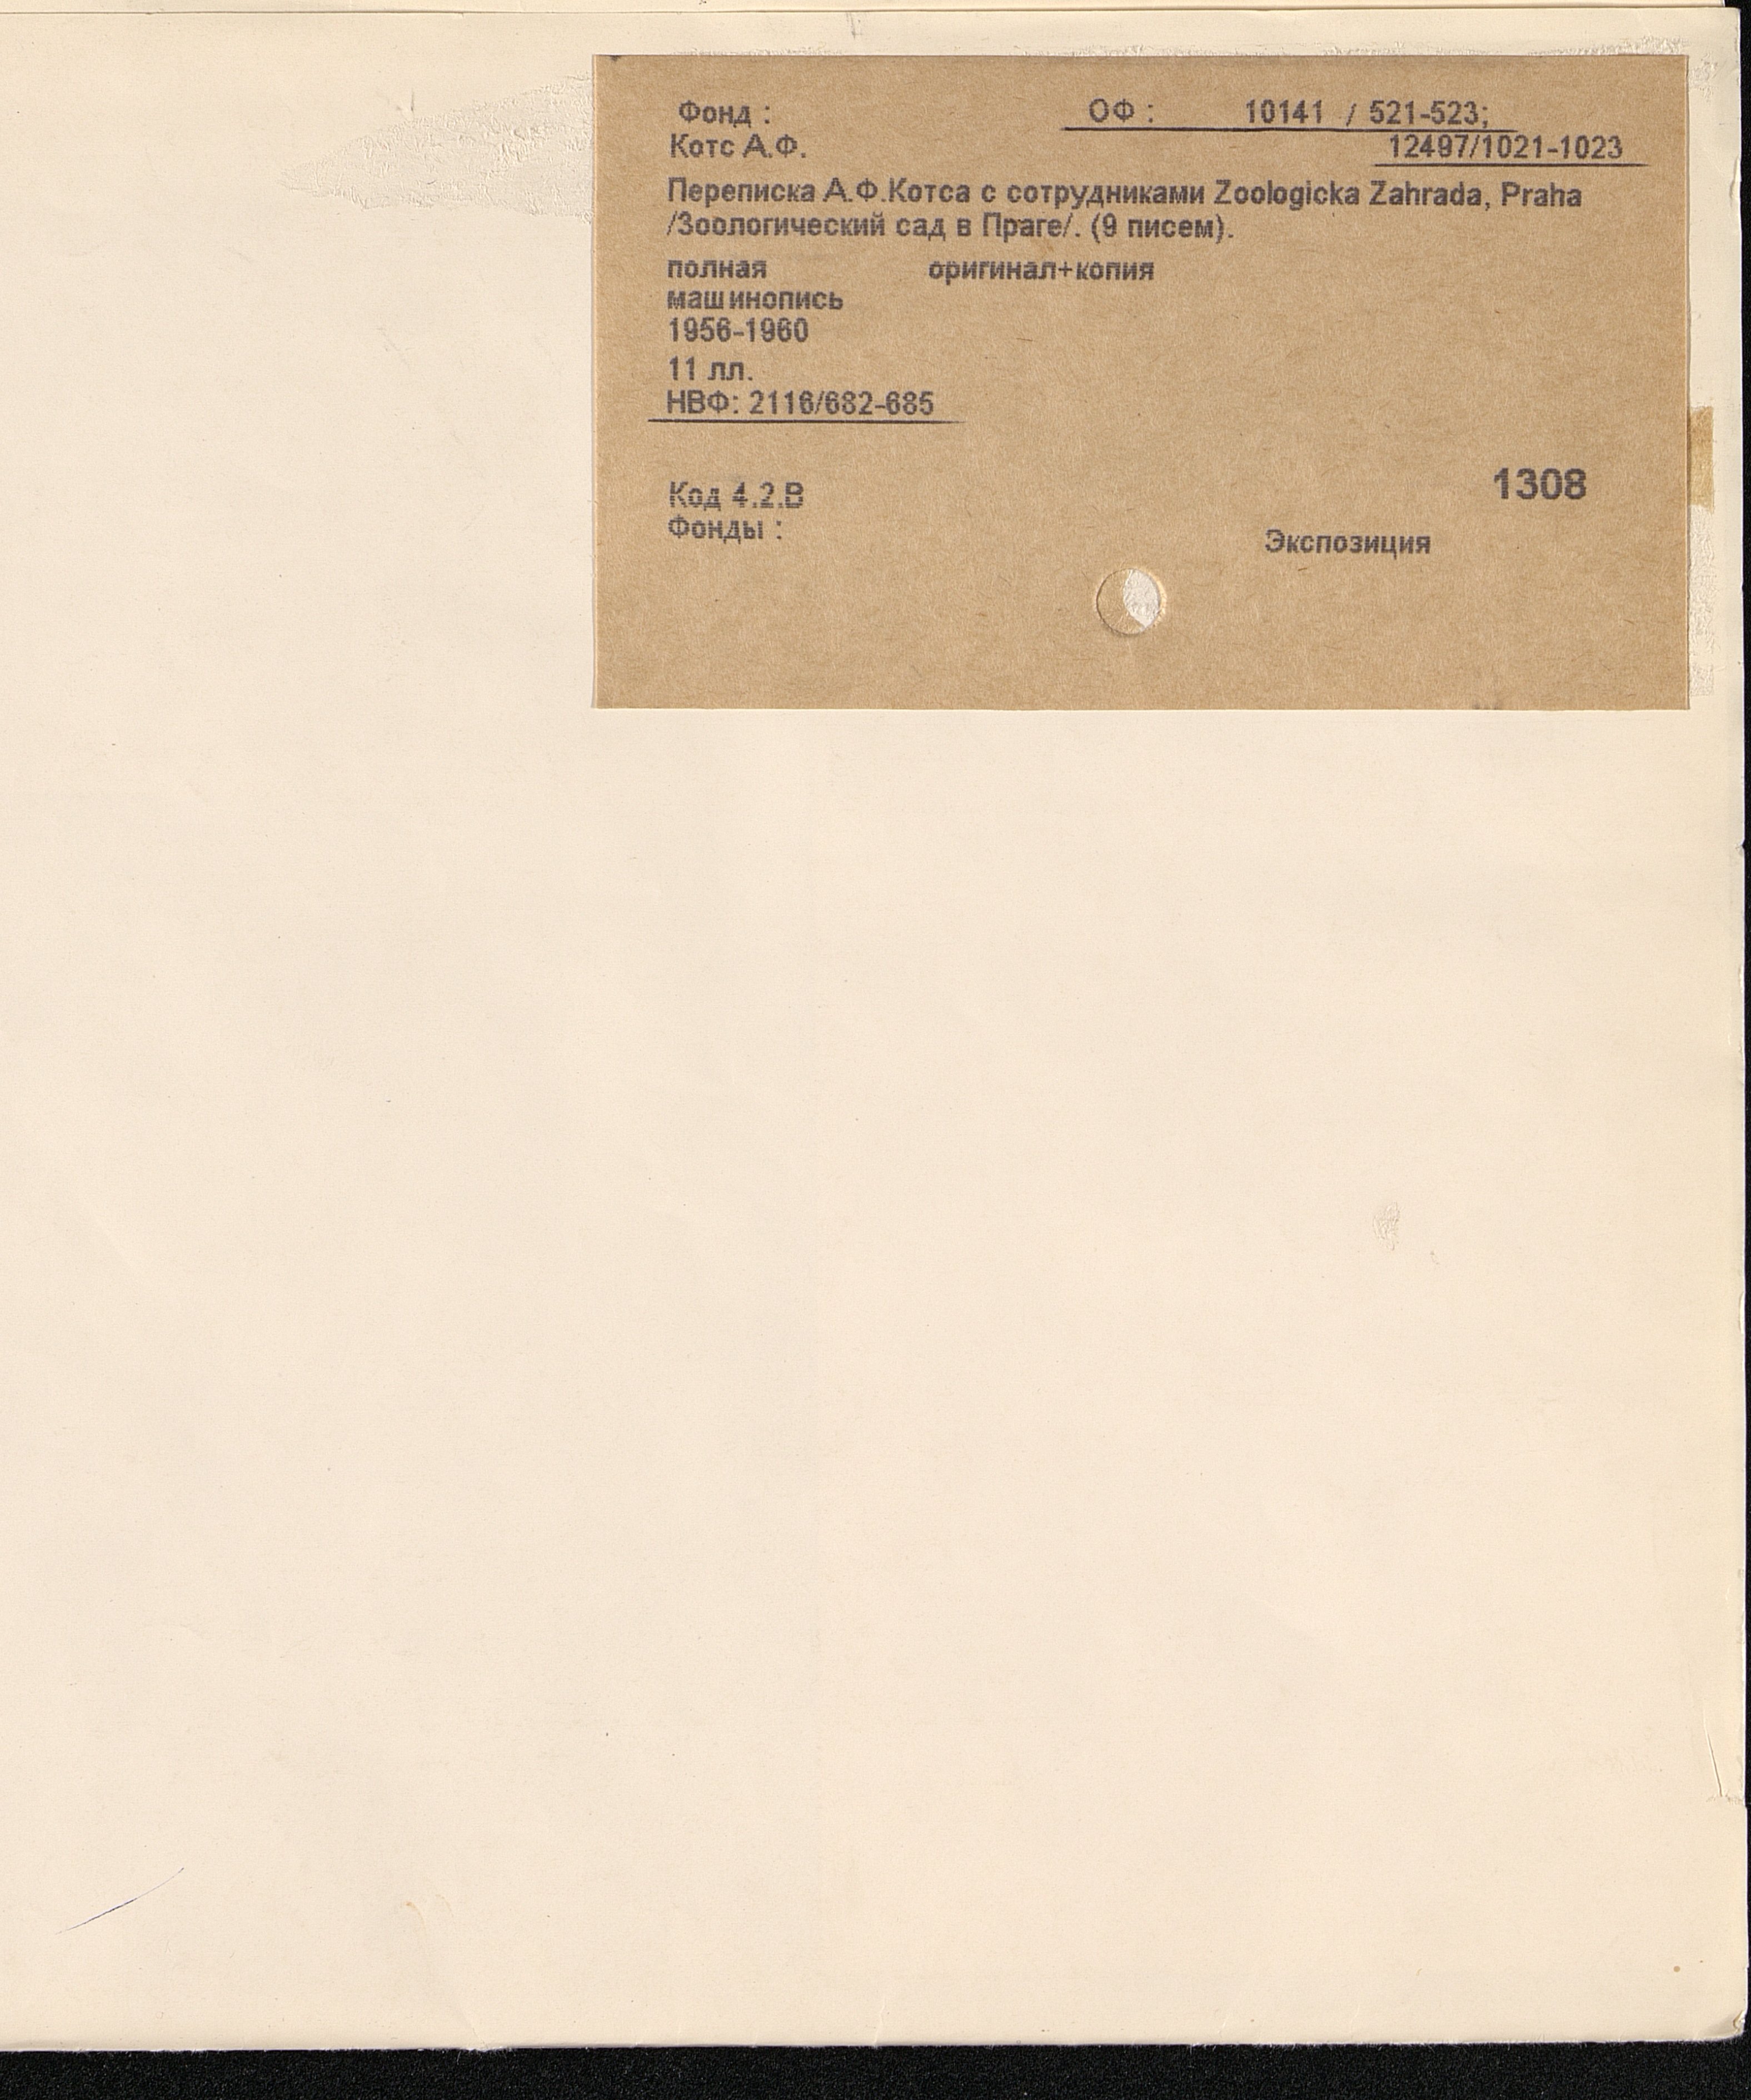 Фонд : ОФ : 10141 / 521-523;
Котс А.Ф. 12497/1021-1023
Переписка А.Ф.Котса с сотрудниками Zoologicka Zahrada, Praha
/Зоологический сад в Праге/. (9 писем).
полная оригинал+копия
машинопись
1956-1960
11 лл.
НВФ: 2116/682-685
1308
Код 4.2.В
Фонды :
Экспозиция